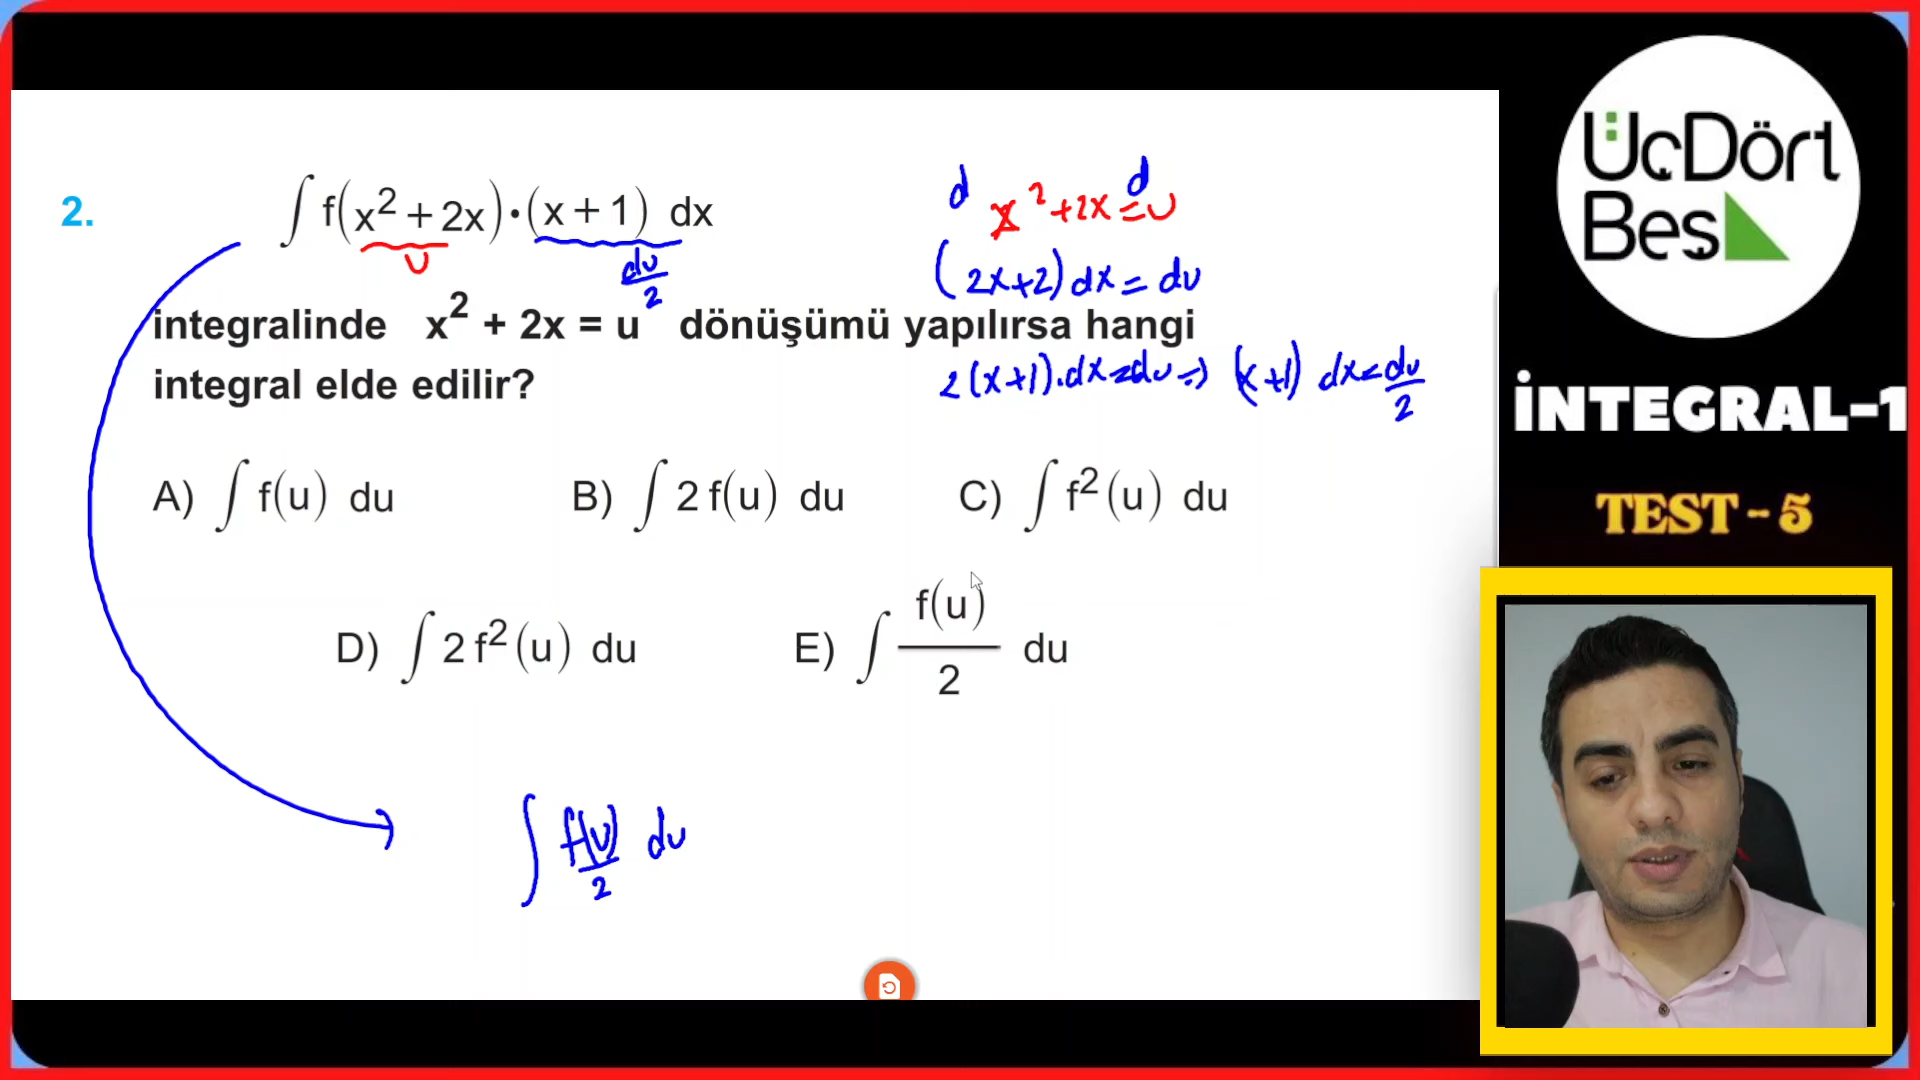 2. ∫ f(x² + 2x) · (x + 1) dx
u
du/2
d x² + 2x = u d
(2x+2) dx = du
integralinde x² + 2x = u dönüşümü yapılırsa hangi
2(x+1).dx = du ⇒ (x+1) dx = du/2
integral elde edilir?
A) ∫ f(u) du B) ∫ 2 f(u) du C) ∫ f² (u) du
D) ∫ 2 f² (u) du E) ∫ f(u)/2 du
∫ f(u)/2 du
ÜçDört
Beş
İNTEGRAL-1
TEST - 5